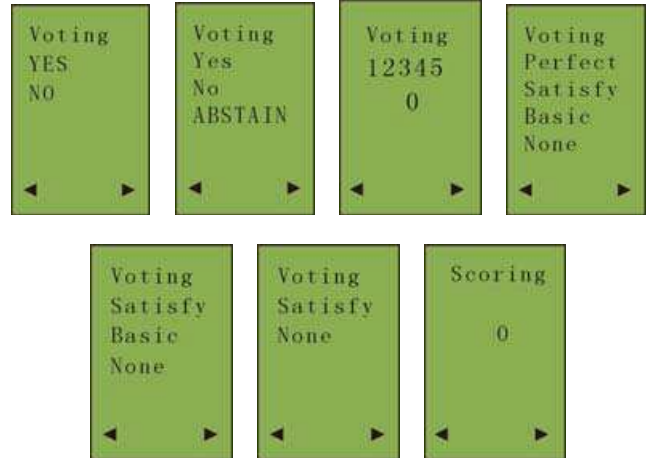 Voting
YES
NO
Voting
Yes
No
ABSTAIN
Voting
12345
0
Voting
Perfect
Satisfy
Basic
None
Voting
Satisfy
Basic
None
Voting
Satisfy
None
Scoring
0